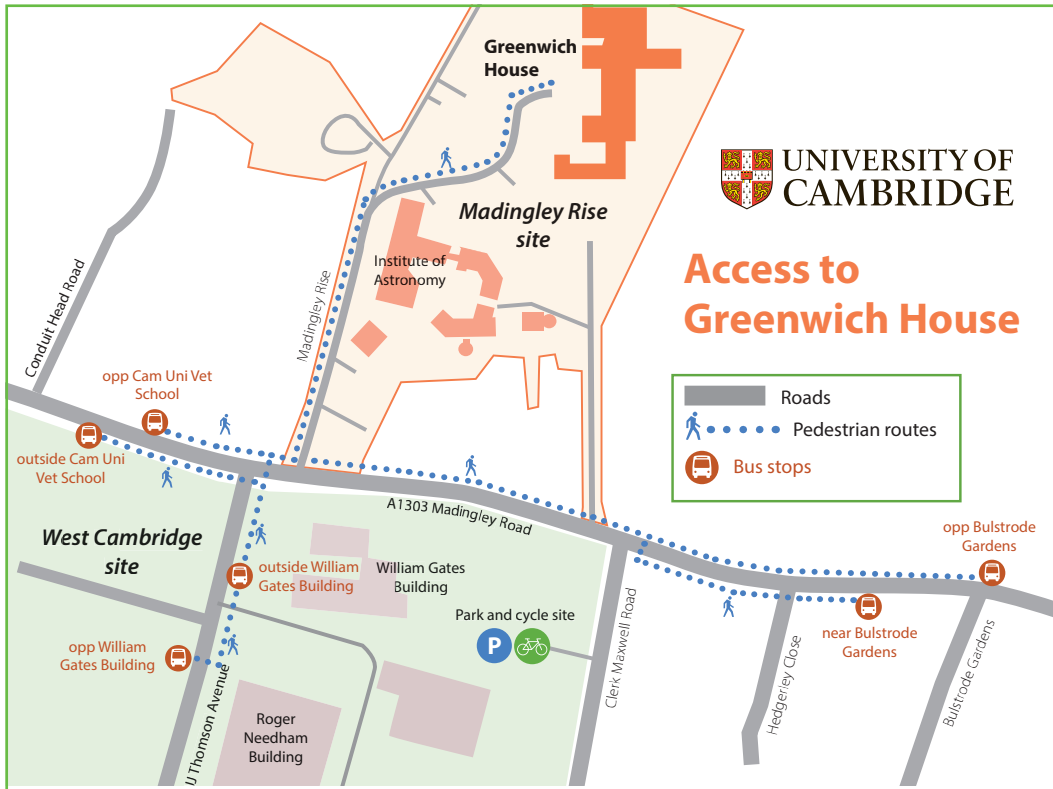 Greenwich
House
UNIVERSITY OF
CAMBRIDGE
Madingley Rise
site
Institute of
Astronomy
Access to
Greenwich House
Conduit Head Road
Madingley Rise
opp Cam Uni Vet
School
Roads
Pedestrian routes
Bus stops
outside Cam Uni
Vet School
A1303 Madingley Road
West Cambridge
site
opp Bulstrode
Gardens
outside William
Gates Building
William Gates
Building
Park and cycle site
P
near Bulstrode
Gardens
opp William
Gates Building
Clerk Maxwell Road
Hedgerley Close
Bulstrode Gardens
JJ Thomson Avenue
Roger
Needham
Building